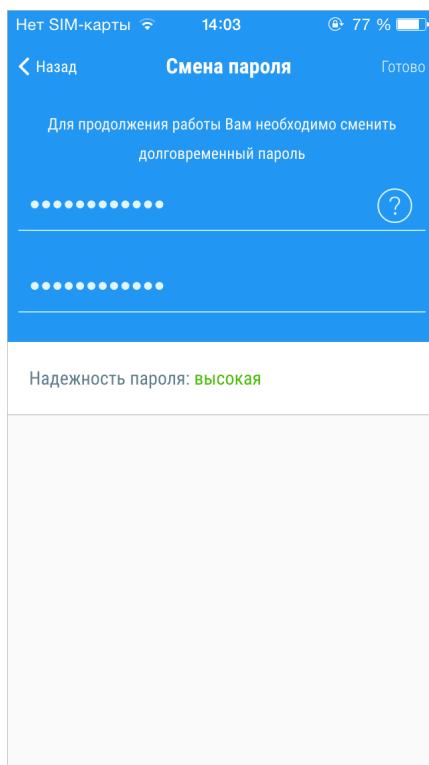 Нет SIM-карты 14:03 77 %
Назад Смена пароля Готово
Для продолжения работы Вам необходимо сменить
долговременный пароль
●●●●●●●●●●●● ?
●●●●●●●●●●●●
Надежность пароля: высокая